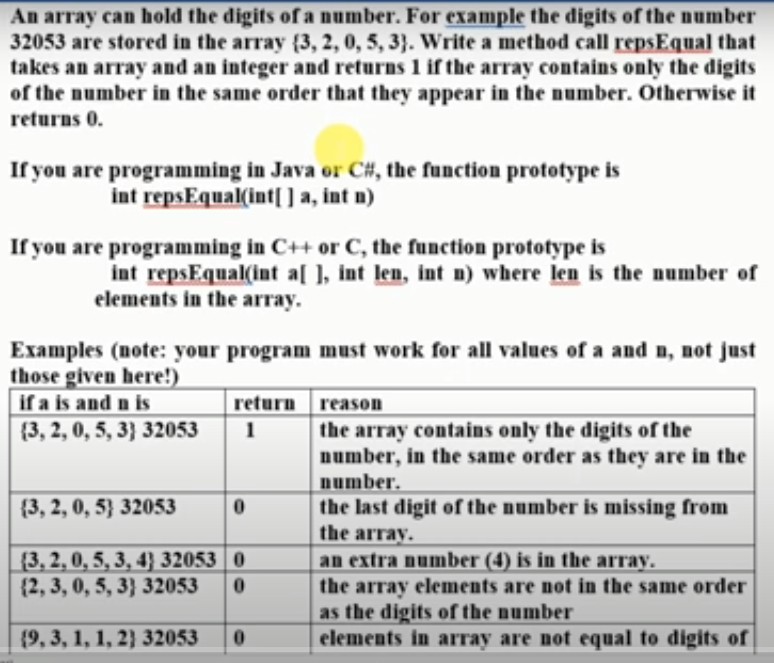 An array can hold the digits of a number. For example the digits of the number
32053 are stored in the array {3, 2, 0, 5, 3}. Write a method call repsEqual that
takes an array and an integer and returns 1 if the array contains only the digits
of the number in the same order that they appear in the number. Otherwise it
returns 0.
If you are programming in Java or C#, the function prototype is
int repsEqual(int[ ] a, int n)
If you are programming in C++ or C, the function prototype is
int repsEqual(int a[ ], int len, int n) where len is the number of
elements in the array.
Examples (note: your program must work for all values of a and n, not just
those given here!)
if a is and n is return reason
{3, 2, 0, 5, 3} 32053 1 the array contains only the digits of the
number, in the same order as they are in the
number.
{3, 2, 0, 5} 32053 0 the last digit of the number is missing from
the array.
{3, 2, 0, 5, 3, 4} 32053 0 an extra number (4) is in the array.
{2, 3, 0, 5, 3} 32053 0 the array elements are not in the same order
as the digits of the number
{9, 3, 1, 1, 2} 32053 0 elements in array are not equal to digits of